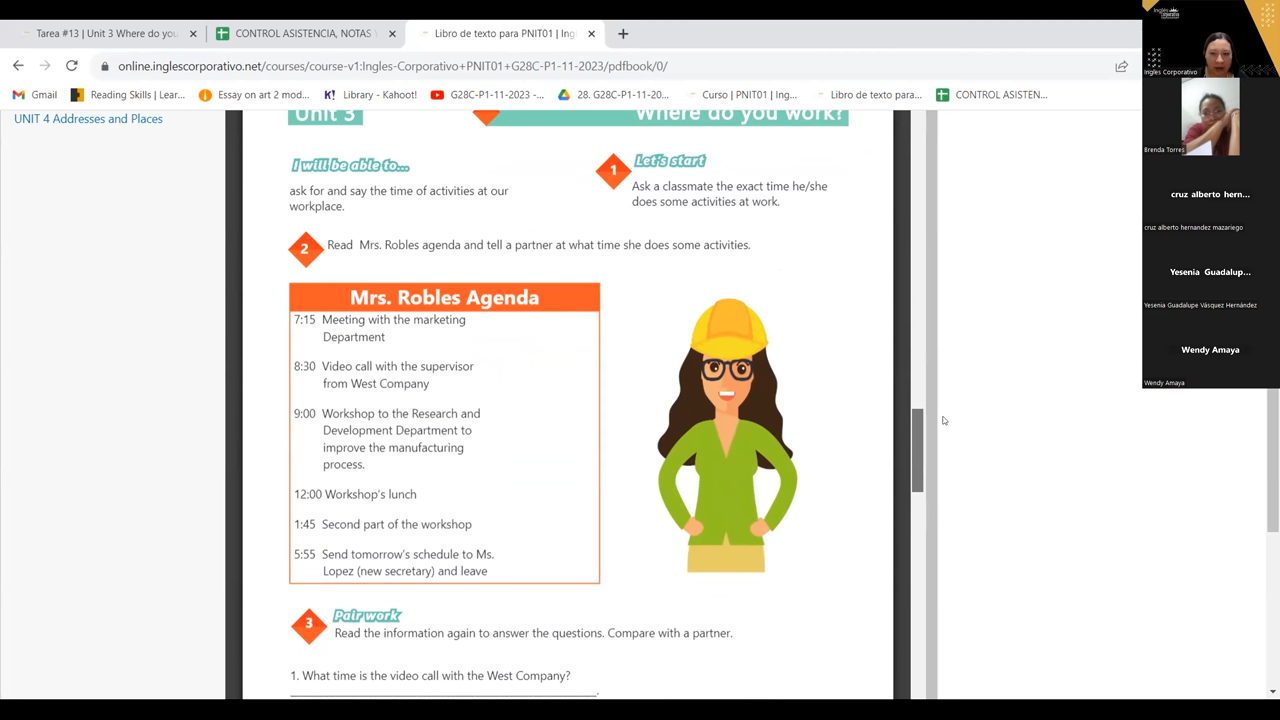 Tarea #13 | Unit 3 Where do you
CONTROL ASISTENCIA, NOTAS
Libro de texto para PNIT01 | Ing
online.inglescorporativo.net/courses/course-v1:Ingles-Corporativo+PNIT01+G28C-P1-11-2023/pdfbook/0/
Gmail
Reading Skills | Lear...
Essay on art 2 mod...
Library - Kahoot!
G28C-P1-11-2023 -...
28. G28C-P1-11-20...
Curso | PNIT01 | Ing...
Libro de texto para...
CONTROL ASISTEN...
UNIT 4 Addresses and Places
Unit 3
Where do you work?
I will be able to...
ask for and say the time of activities at our
workplace.
1
Let's start
Ask a classmate the exact time he/she
does some activities at work.
2
Read Mrs. Robles agenda and tell a partner at what time she does some activities.
Mrs. Robles Agenda
7:15 Meeting with the marketing
Department
8:30 Video call with the supervisor
from West Company
9:00 Workshop to the Research and
Development Department to
improve the manufacturing
process.
12:00 Workshop's lunch
1:45 Second part of the workshop
5:55 Send tomorrow's schedule to Ms.
Lopez (new secretary) and leave
3
Pair work
Read the information again to answer the questions. Compare with a partner.
1. What time is the video call with the West Company?
Inglés
Corporativo
Ingles Corporativo
Brenda Torres
cruz alberto hern...
cruz alberto hernandez mazariego
Yesenia Guadalup...
Yesenia Guadalupe Vásquez Hernández
Wendy Amaya
Wendy Amaya